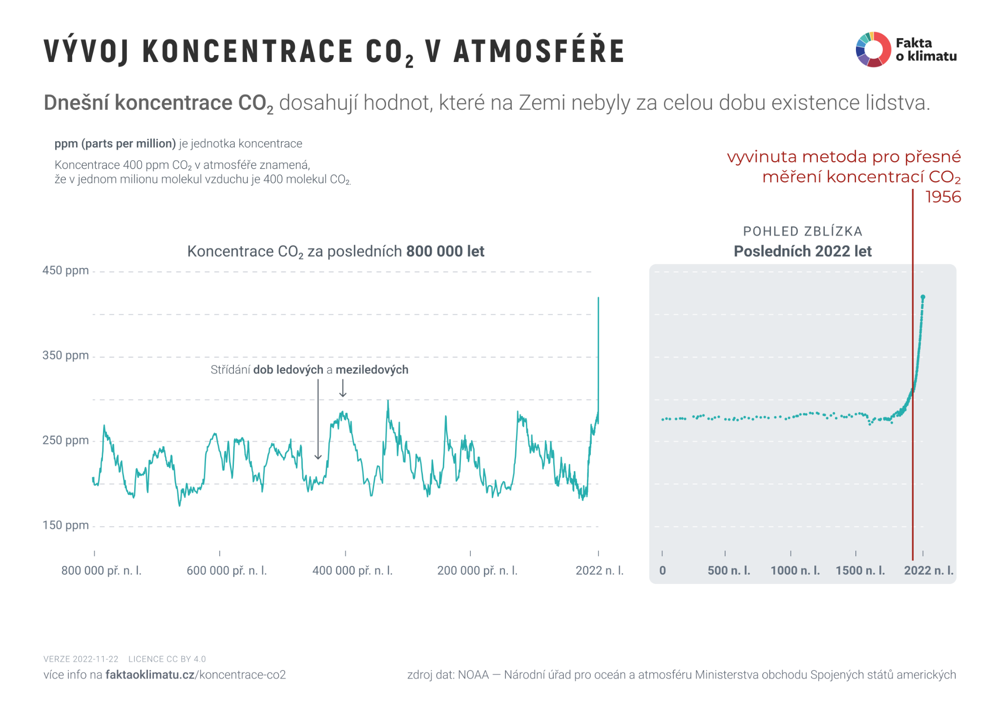 VÝVOJ KONCENTRACE CO₂ V ATMOSFÉŘE
Fakta
o klimatu
Dnešní koncentrace CO₂ dosahují hodnot, které na Zemi nebyly za celou dobu existence lidstva.
ppm (parts per million) je jednotka koncentrace
Koncentrace 400 ppm CO₂ v atmosféře znamená,
že v jednom milionu molekul vzduchu je 400 molekul CO₂.
vyvinuta metoda pro přesné
měření koncentrací CO₂
1956
Koncentrace CO₂ za posledních 800 000 let
450 ppm
350 ppm
250 ppm
150 ppm
Střídání dob ledových a meziledových
800 000 př. n. l.
600 000 př. n. l.
400 000 př. n. l.
200 000 př. n. l.
2022 n. l.
POHLED ZBLÍZKA
Posledních 2022 let
0
500 n. l.
1000 n. l.
1500 n. l.
2022 n. l.
VERZE 2022-11-22 LICENCE CC BY 4.0
více info na faktaoklimatu.cz/koncentrace-co2
zdroj dat: NOAA — Národní úřad pro oceán a atmosféru Ministerstva obchodu Spojených států amerických